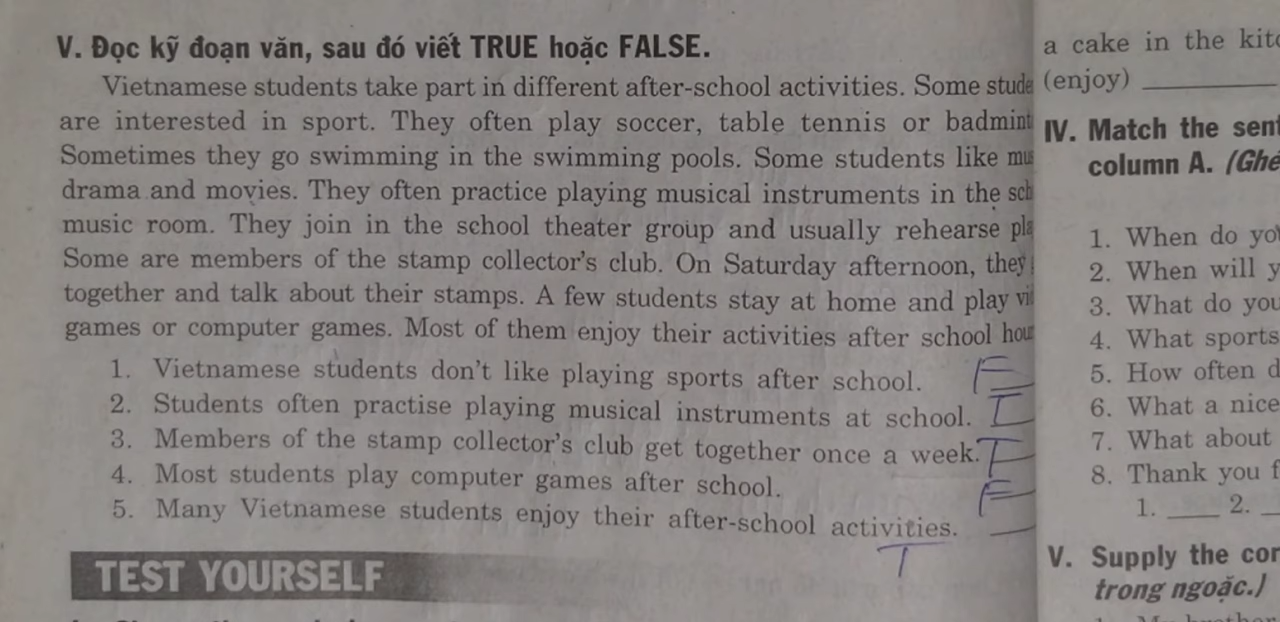 V. Đọc kỹ đoạn văn, sau đó viết TRUE hoặc FALSE.
Vietnamese students take part in different after-school activities. Some stude
are interested in sport. They often play soccer, table tennis or badmint
Sometimes they go swimming in the swimming pools. Some students like mus
drama and movies. They often practice playing musical instruments in the sch
music room. They join in the school theater group and usually rehearse pla
Some are members of the stamp collector's club. On Saturday afternoon, they
together and talk about their stamps. A few students stay at home and play vi
games or computer games. Most of them enjoy their activities after school hou
1. Vietnamese students don't like playing sports after school. F
2. Students often practise playing musical instruments at school. T
3. Members of the stamp collector's club get together once a week. T
4. Most students play computer games after school. F
5. Many Vietnamese students enjoy their after-school activities.
T
TEST YOURSELF
a cake in the kitc
(enjoy)
IV. Match the sent
column A. (Ghé
1. When do yo
2. When will y
3. What do you
4. What sports
5. How often d
6. What a nice
7. What about
8. Thank you f
1. ___ 2. _
V. Supply the cor
trong ngoặc.)